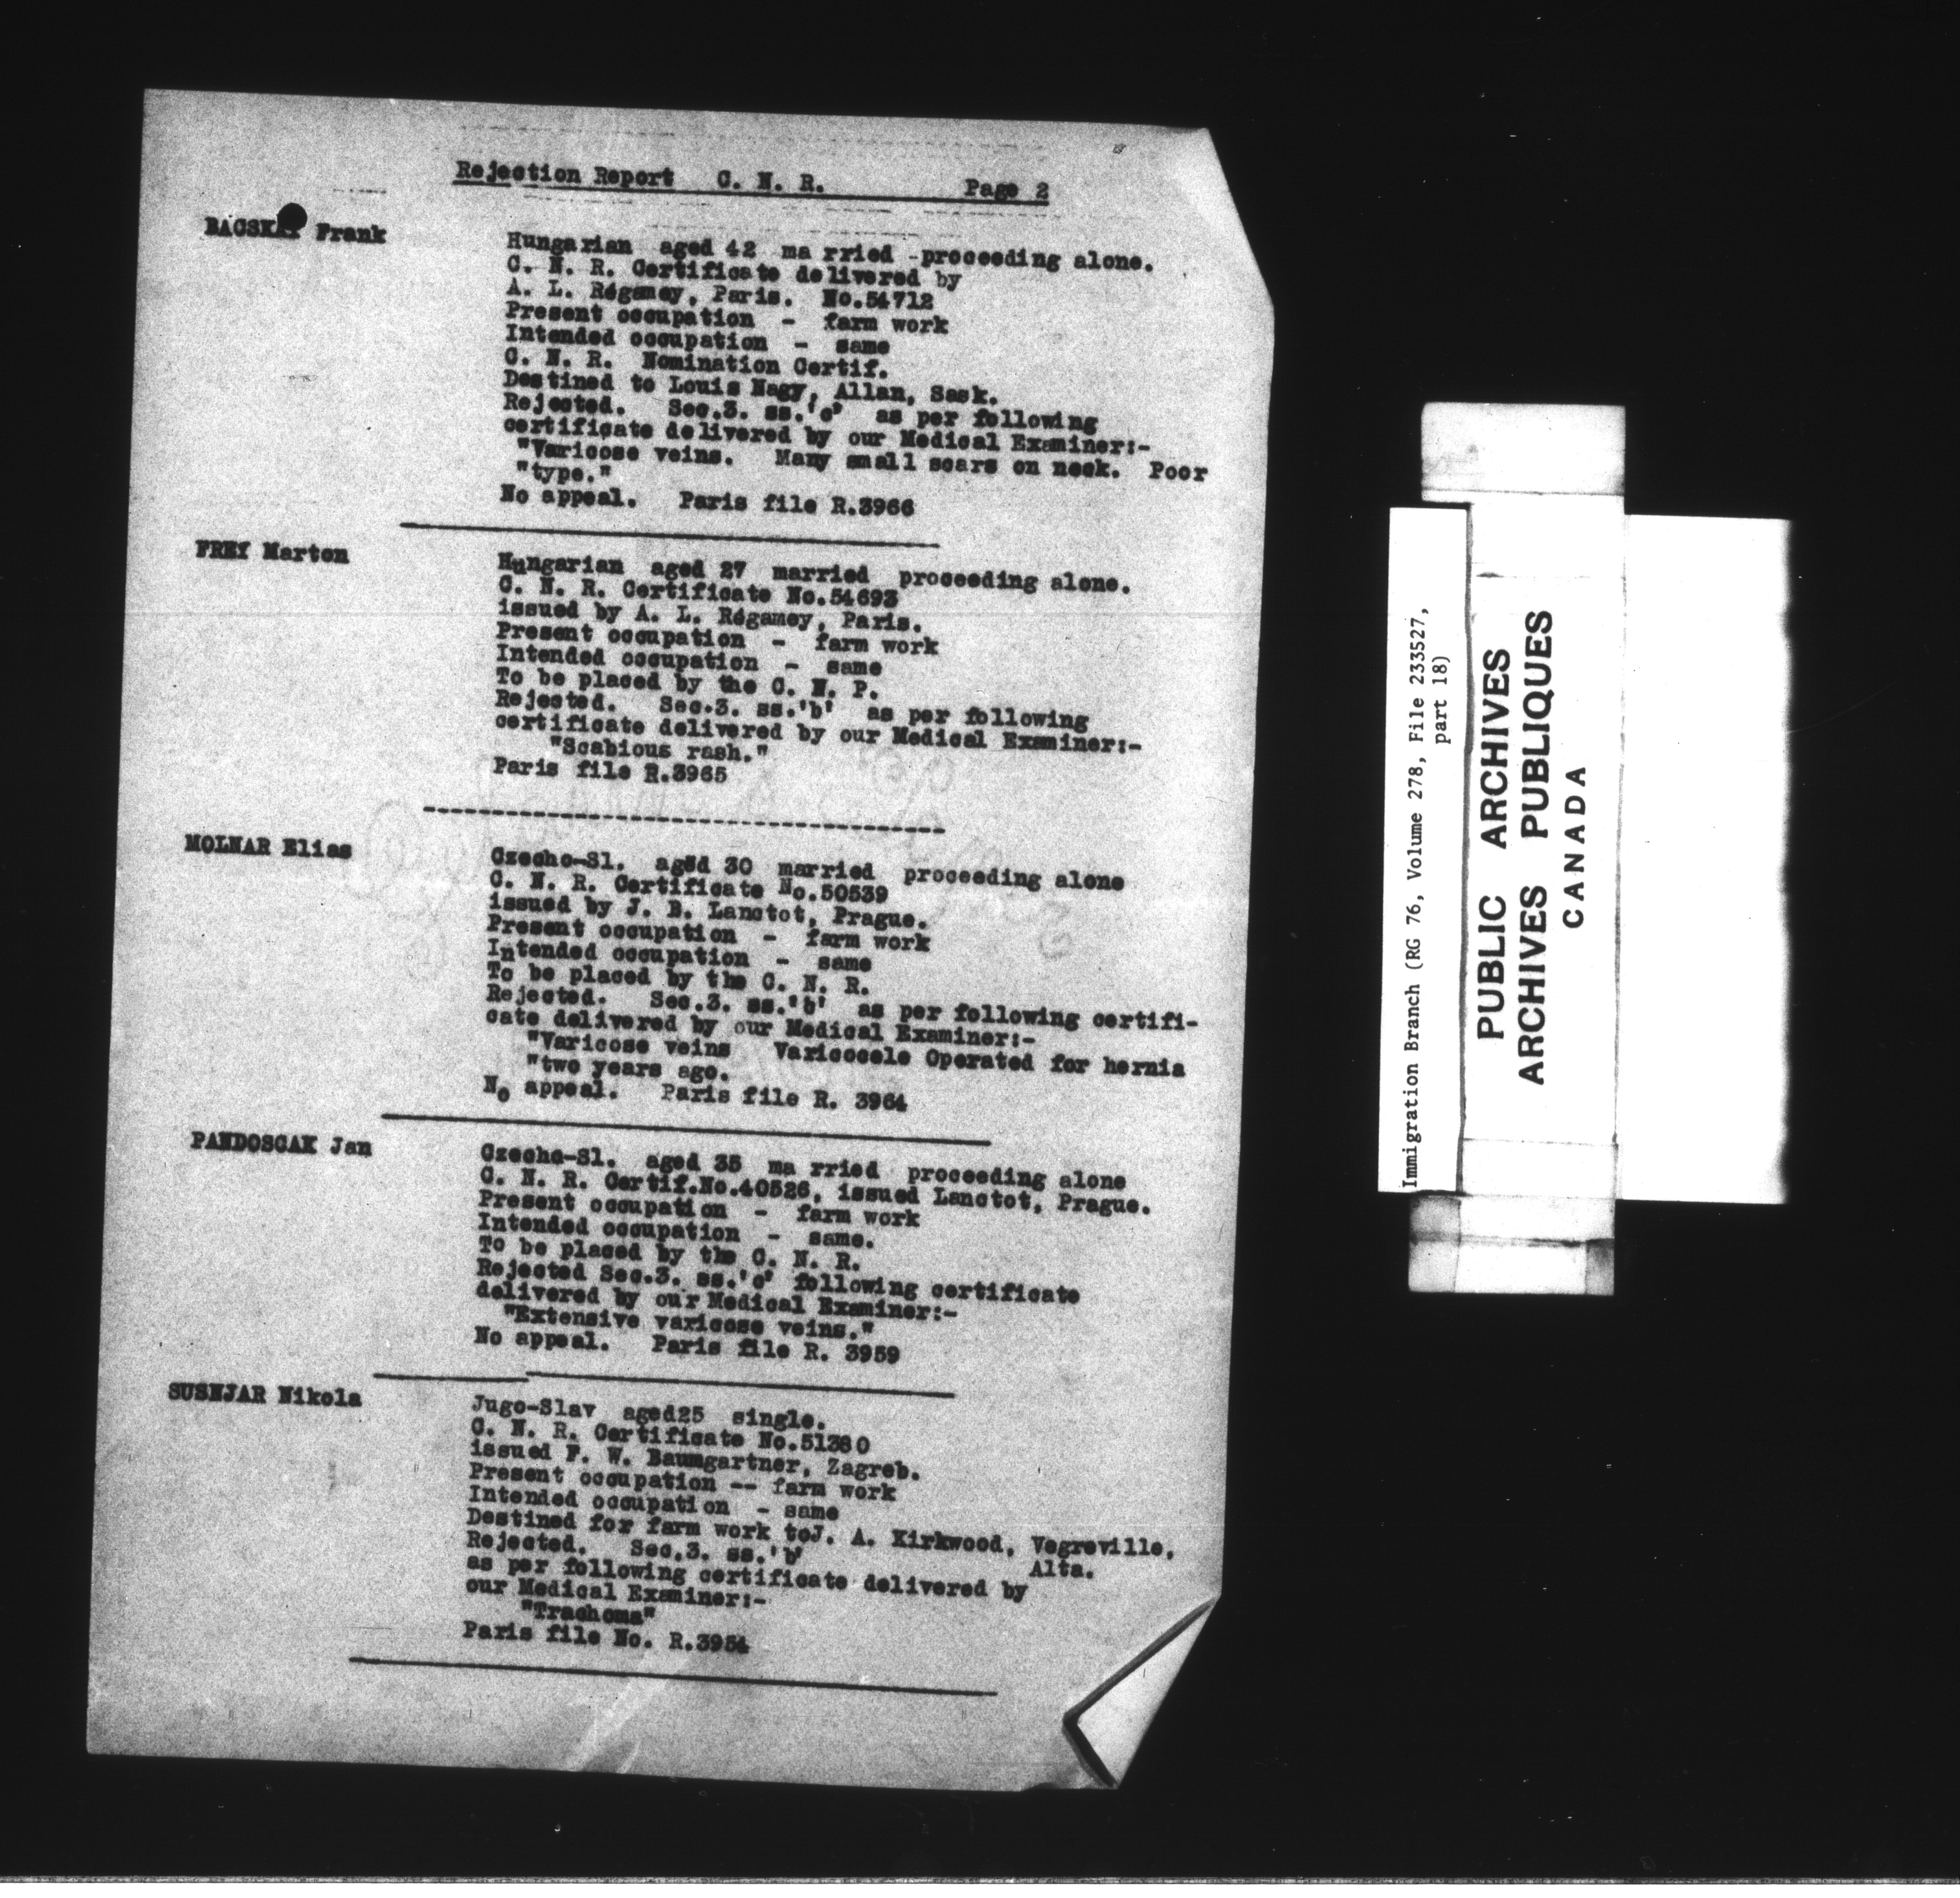 Rejection Report C. N. R. Page 2
BACSKAI Frank
Hungarian aged 42 ma rried -proceeding alone.
C. N. R. Certificate delivered by
A. L. Régamey, Paris. No.54712
Present occupation - farm work
Intended occupation - same
C. N. R. Nomination Certif.
Destined to Louis Nagy, Allan, Sask.
Rejected. Sec.3. ss.'c' as per following
certificate delivered by our Medical Examiner:-
"Varicose veins. Many small scars on neck. Poor
"type."
No appeal. Paris file R.3966
FREY Marton
Hungarian aged 27 married proceeding alone.
C. N. R. Certificate No.54693
issued by A. L. Régamey, Paris.
Present occupation - farm work
Intended occupation - same
To be placed by the C. N. P.
Rejected. Sec.3. ss.'b' as per following
certificate delivered by our Medical Examiner:-
"Scabious rash."
Paris file R.3965
MOLNAR Elias
Czecho-Sl. aged 30 married proceeding alone
C. N. R. Certificate No.50539
issued by J. B. Lanctot, Prague.
Present occupation - farm work
Intended occupation - same
To be placed by the C. N. R.
Rejected. Sec.3. ss.'b' as per following certifi-
cate delivered by our Medical Examiner:-
"Varicose veins Varicocele Operated for hernia
"two years ago.
No appeal. Paris file R. 3964
PANDOSCAK Jan
Czecho-Sl. aged 35 ma rried proceeding alone
C. N. R. Certif.No.40526, issued Lanctot, Prague.
Present occupation - farm work
Intended occupation - same.
To be placed by the C. N. R.
Rejected Sec.3. ss.'c' following certificate
delivered by our Medical Examiner:-
"Extensive varicose veins."
No appeal. Paris file R. 3959
SUSNJAR Nikola
Jugo-Slav aged25 single.
C. N. R. Certificate No.51380
issued F. W. Baumgartner, Zagreb.
Present occupation -- farm work
Intended occupation - same
Destined for farm work toJ. A. Kirkwood, Vegreville,
Alta.
Rejected. Sec.3. ss.'b'
as per following certificate delivered by
our Medical Examiner:-
"Trachoma"
Paris file No. R.3954
Immigration Branch (RG 76, Volume 278, File 233527,
part 18)
PUBLIC ARCHIVES
ARCHIVES PUBLIQUES
CANADA